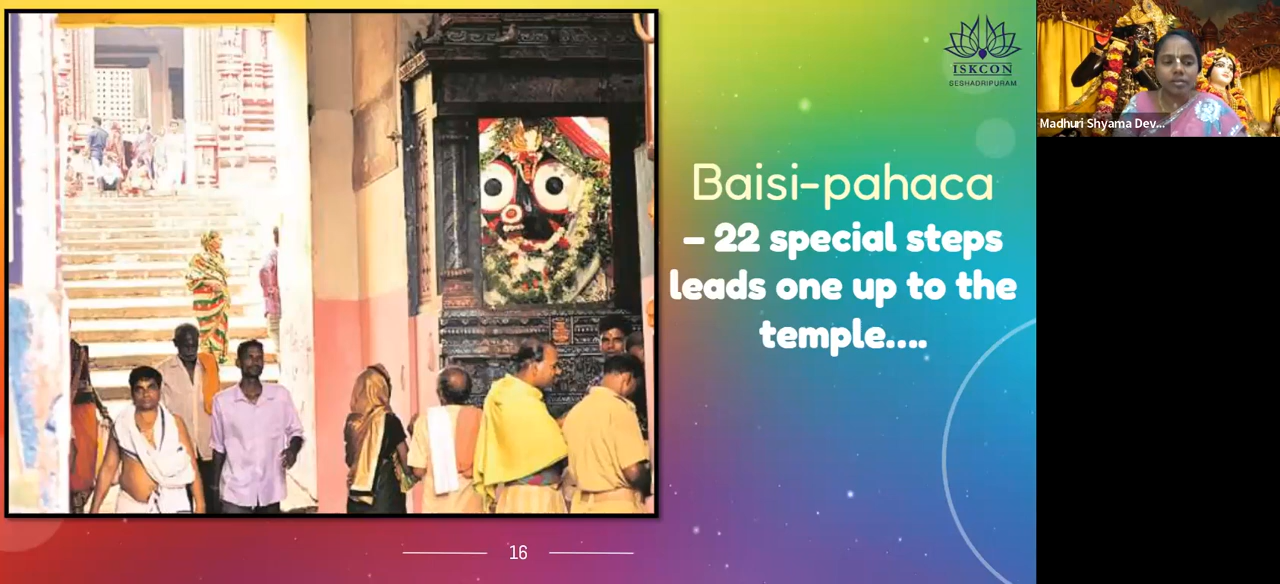 ISKCON
SESHADRIPURAM
Madhuri Shyama Dev...
Baisi-pahaca
– 22 special steps
leads one up to the
temple....
16